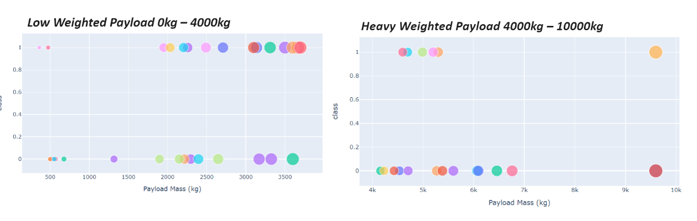 Low Weighted Payload 0kg – 4000kg
1
0.8
0.6
0.4
0.2
0
500
1000
1500
2000
2500
3000
3500
Payload Mass (kg)
Heavy Weighted Payload 4000kg – 10000kg
class
1
0.8
0.6
0.4
0.2
0
4k
5k
6k
7k
8k
9k
10k
Payload Mass (kg)